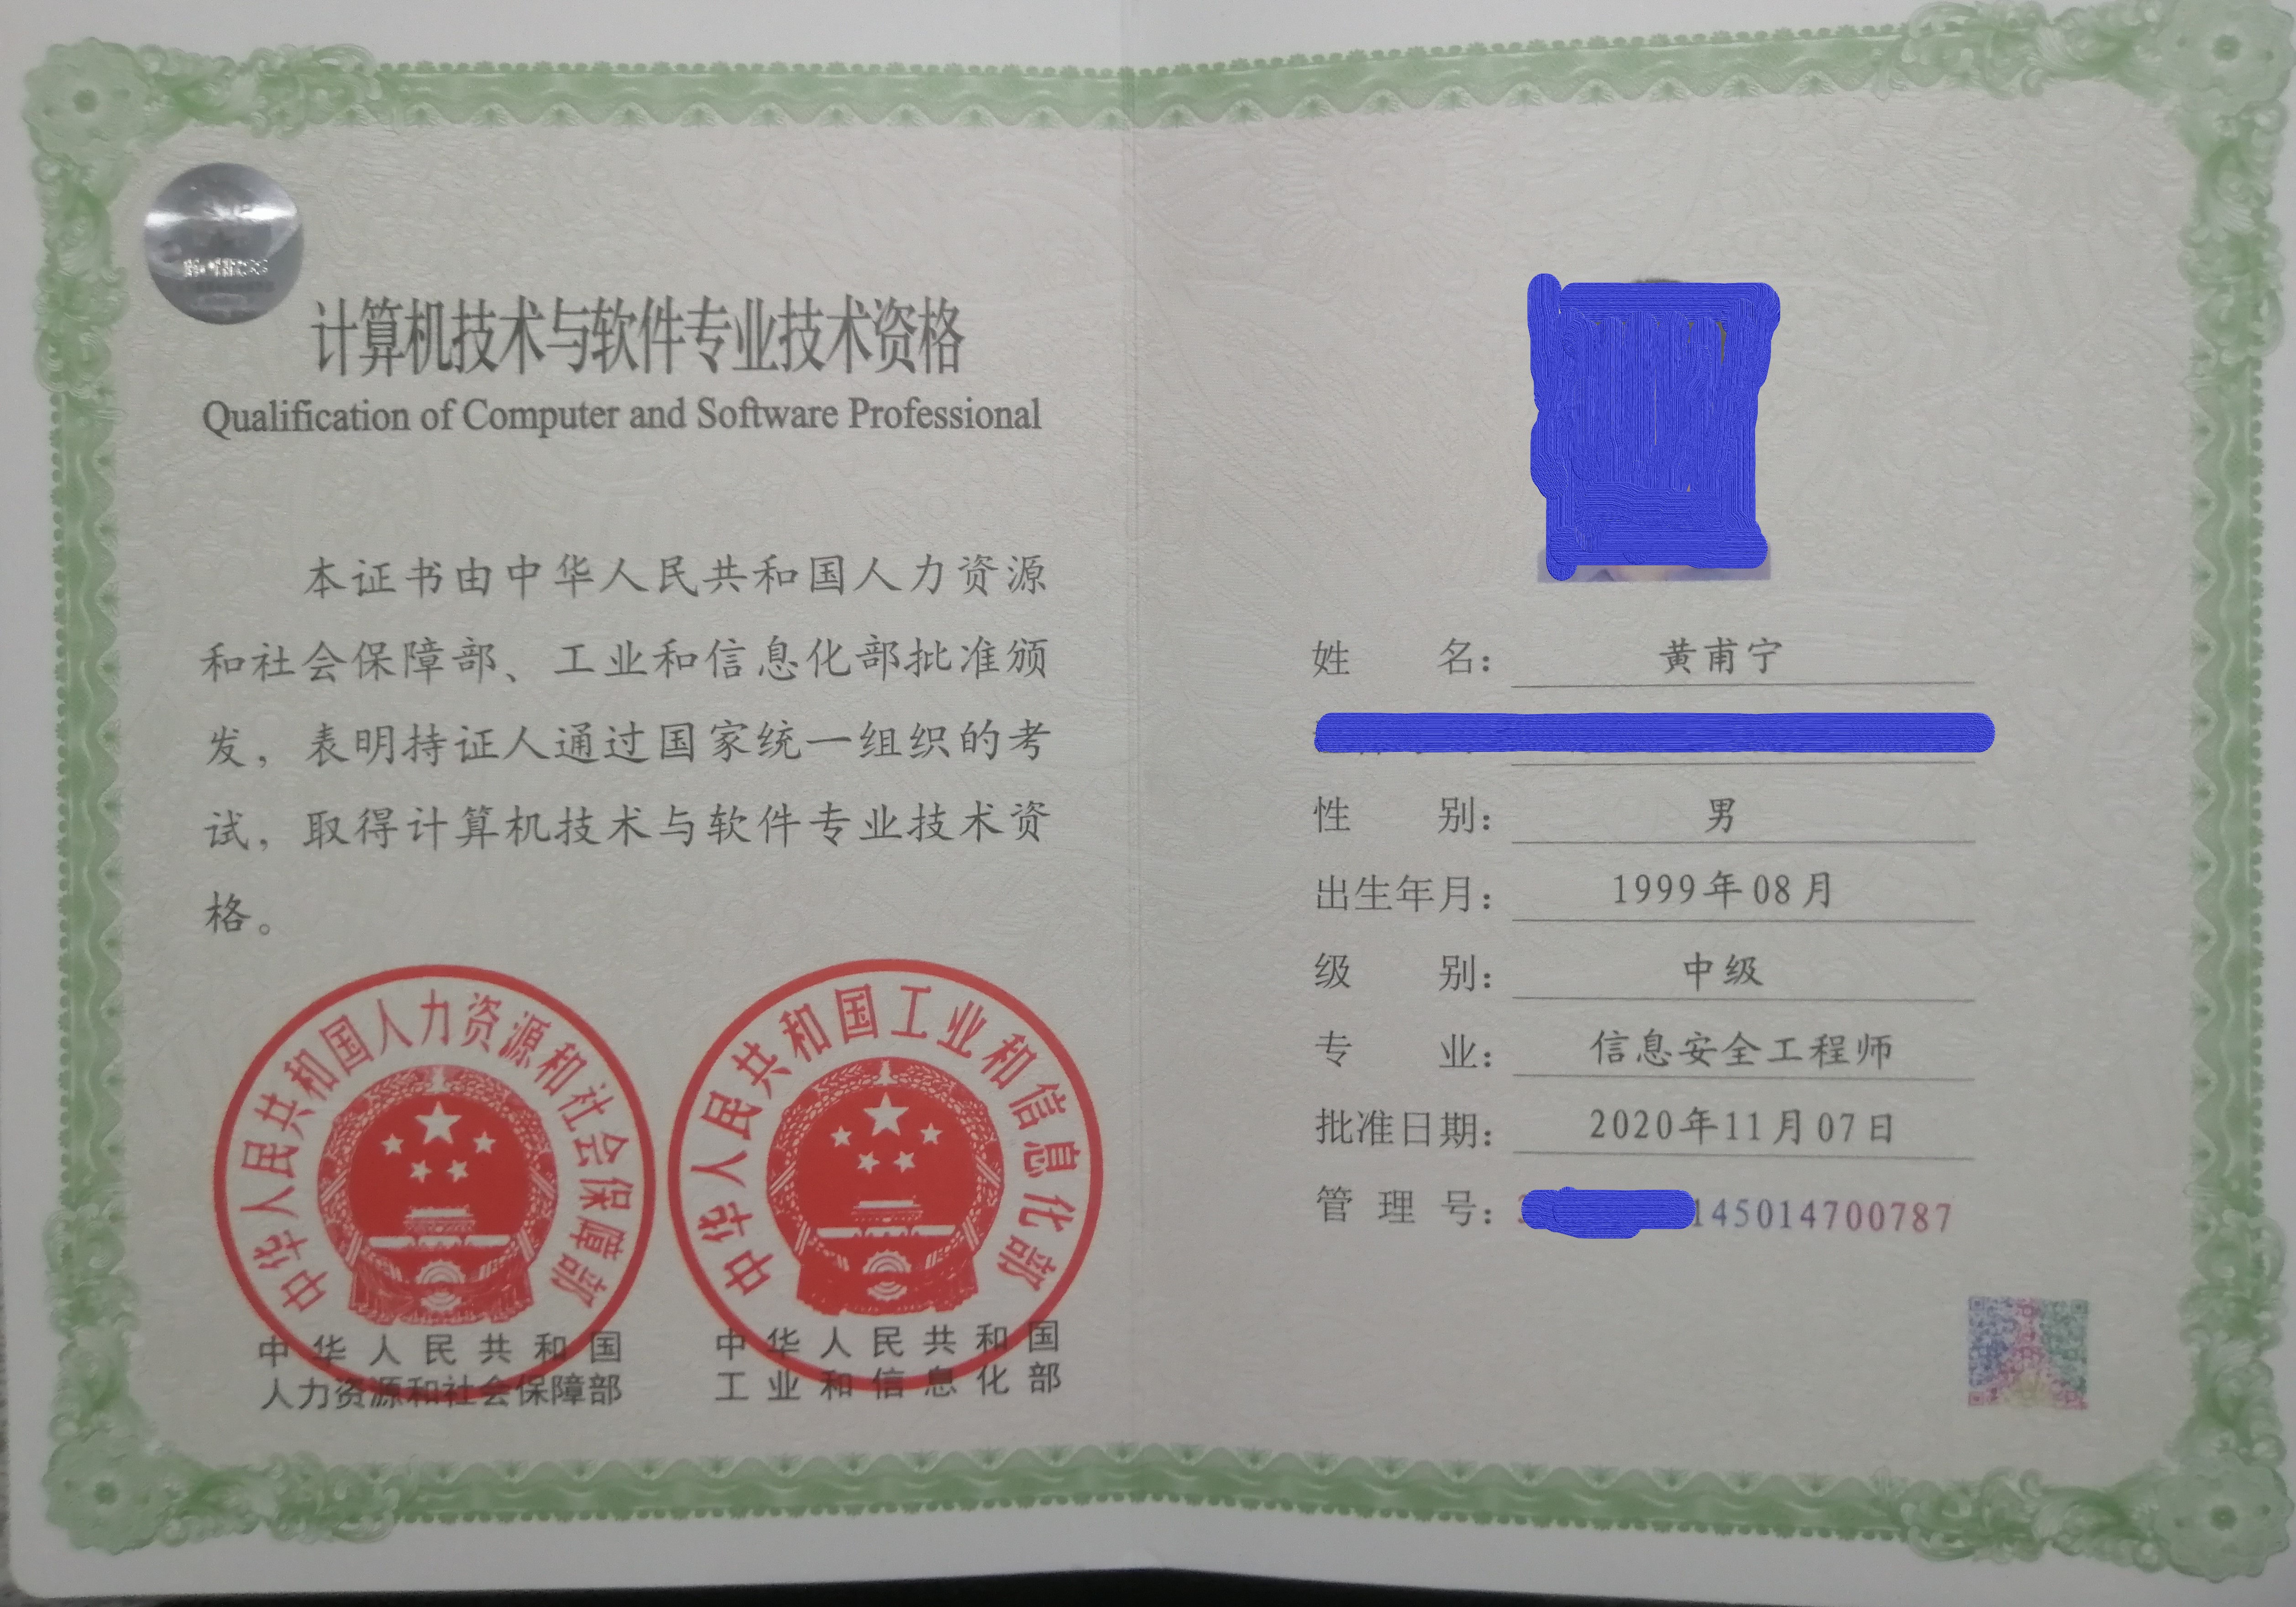 计算机技术与软件专业技术资格
Qualification of Computer and Software Professional
本证书由中华人民共和国人力资源
和社会保障部、工业和信息化部批准颁
发，表明持证人通过国家统一组织的考
试，取得计算机技术与软件专业技术资
格。
中华人民共和国人力资源和社会保障部
中华人民共和国
人力资源和社会保障部
中华人民共和国工业和信息化部
中华人民共和国
工业和信息化部
姓名：黄甫宁
性别：男
出生年月：1999年08月
级别：中级
专业：信息安全工程师
批准日期：2020年11月07日
管理号：145014700787